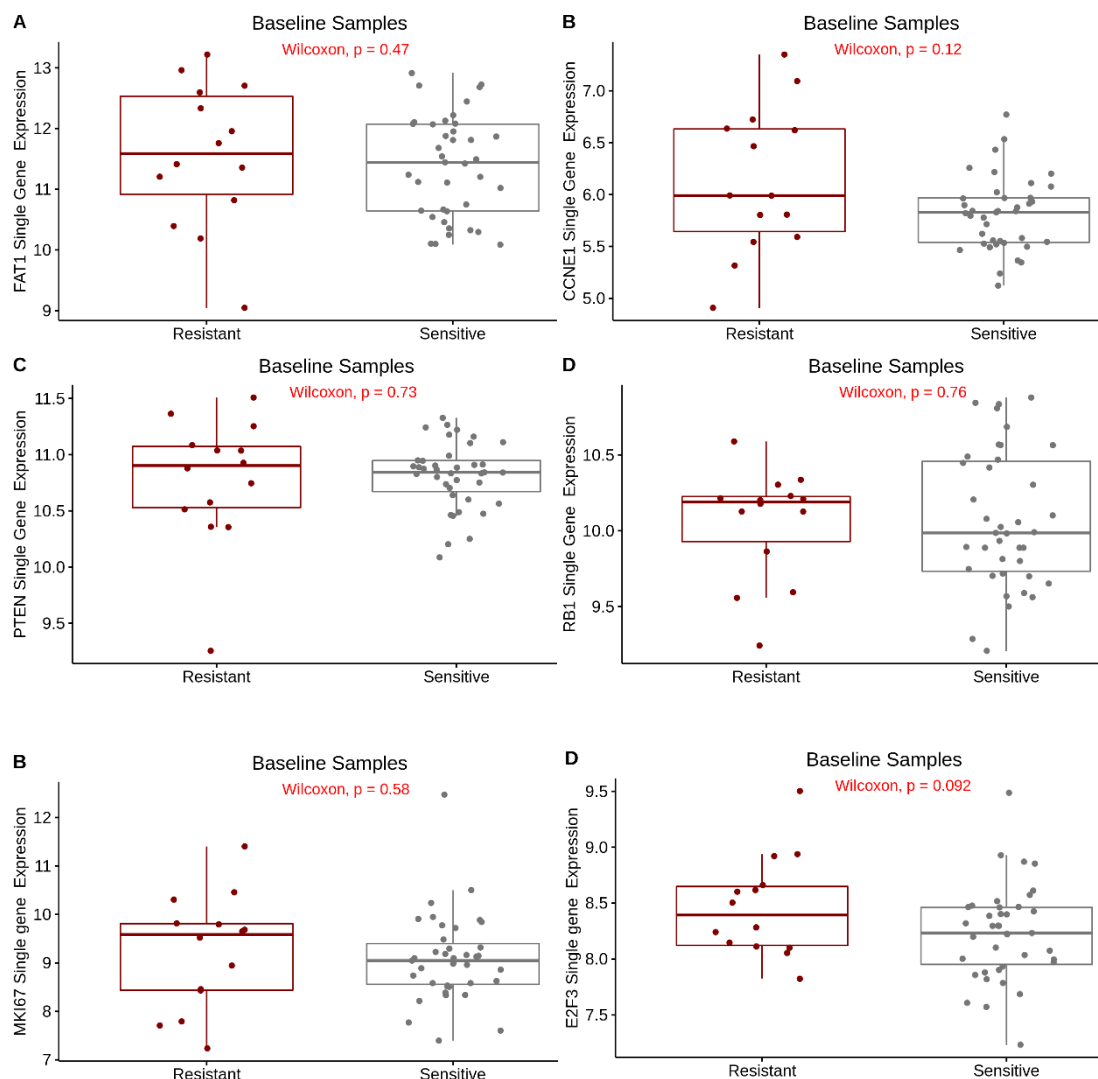 A
Baseline Samples
Wilcoxon, p = 0.47
FAT1 Single Gene  Expression
13
12
11
10
9
Resistant
Sensitive
B
Baseline Samples
Wilcoxon, p = 0.12
CCNE1 Single Gene  Expression
7.0
6.5
6.0
5.5
5.0
Resistant
Sensitive
C
Baseline Samples
Wilcoxon, p = 0.73
PTEN Single Gene  Expression
11.5
11.0
10.5
10.0
9.5
Resistant
Sensitive
D
Baseline Samples
Wilcoxon, p = 0.76
RB1 Single Gene  Expression
10.5
10.0
9.5
Resistant
Sensitive
B
Baseline Samples
Wilcoxon, p = 0.58
MKI67 Single gene  Expression
12
11
10
9
8
7
Resistant
Sensitive
D
Baseline Samples
Wilcoxon, p = 0.092
E2F3 Single gene  Expression
9.5
9.0
8.5
8.0
7.5
Resistant
Sensitive